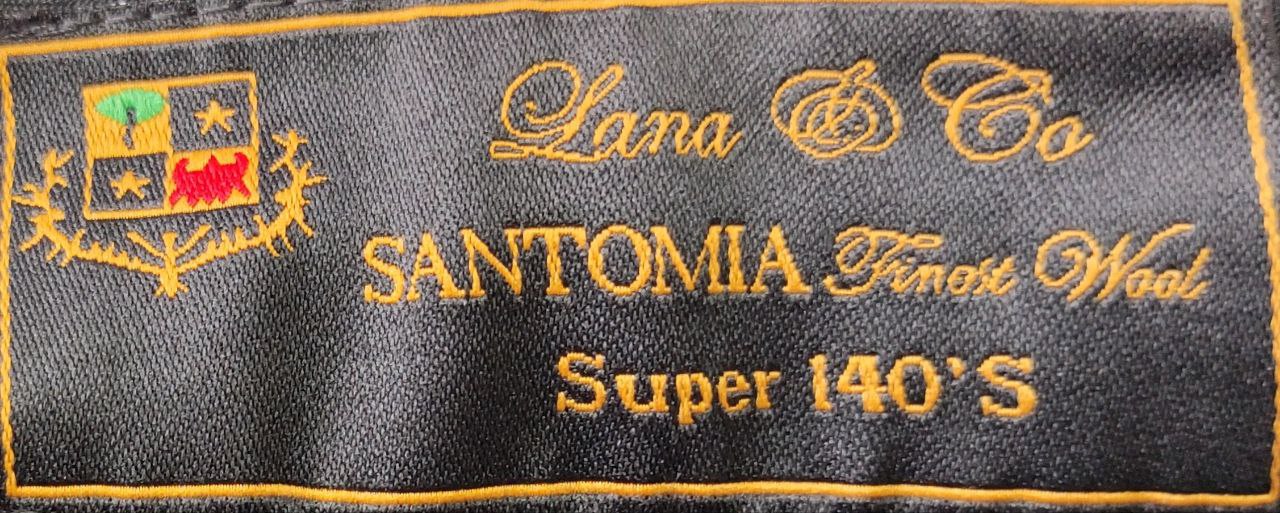 Lana & Co
SANTOMIA Finest Wool
Super 140'S